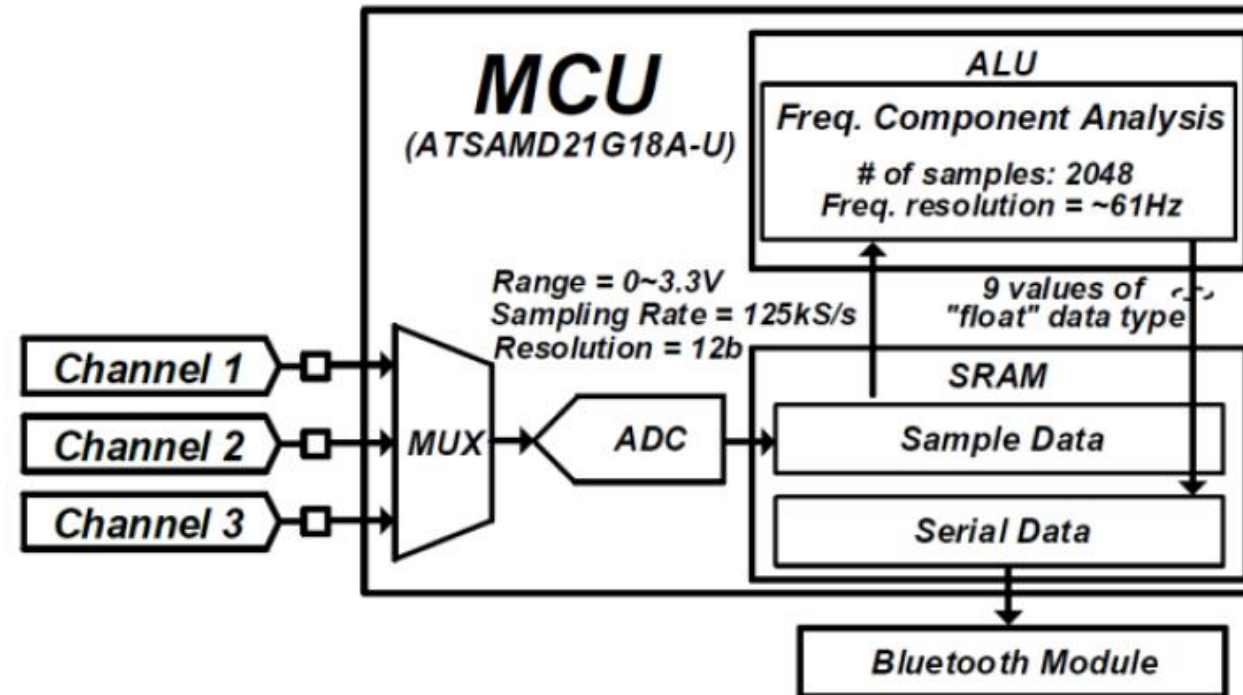 MCU
(ATSAMD21G18A-U)
ALU
Freq. Component Analysis
# of samples: 2048
Freq. resolution = ~61Hz
Range = 0~3.3V
Sampling Rate = 125kS/s
Resolution = 12b
9 values of
"float" data type
Channel 1
Channel 2
Channel 3
MUX
ADC
SRAM
Sample Data
Serial Data
Bluetooth Module